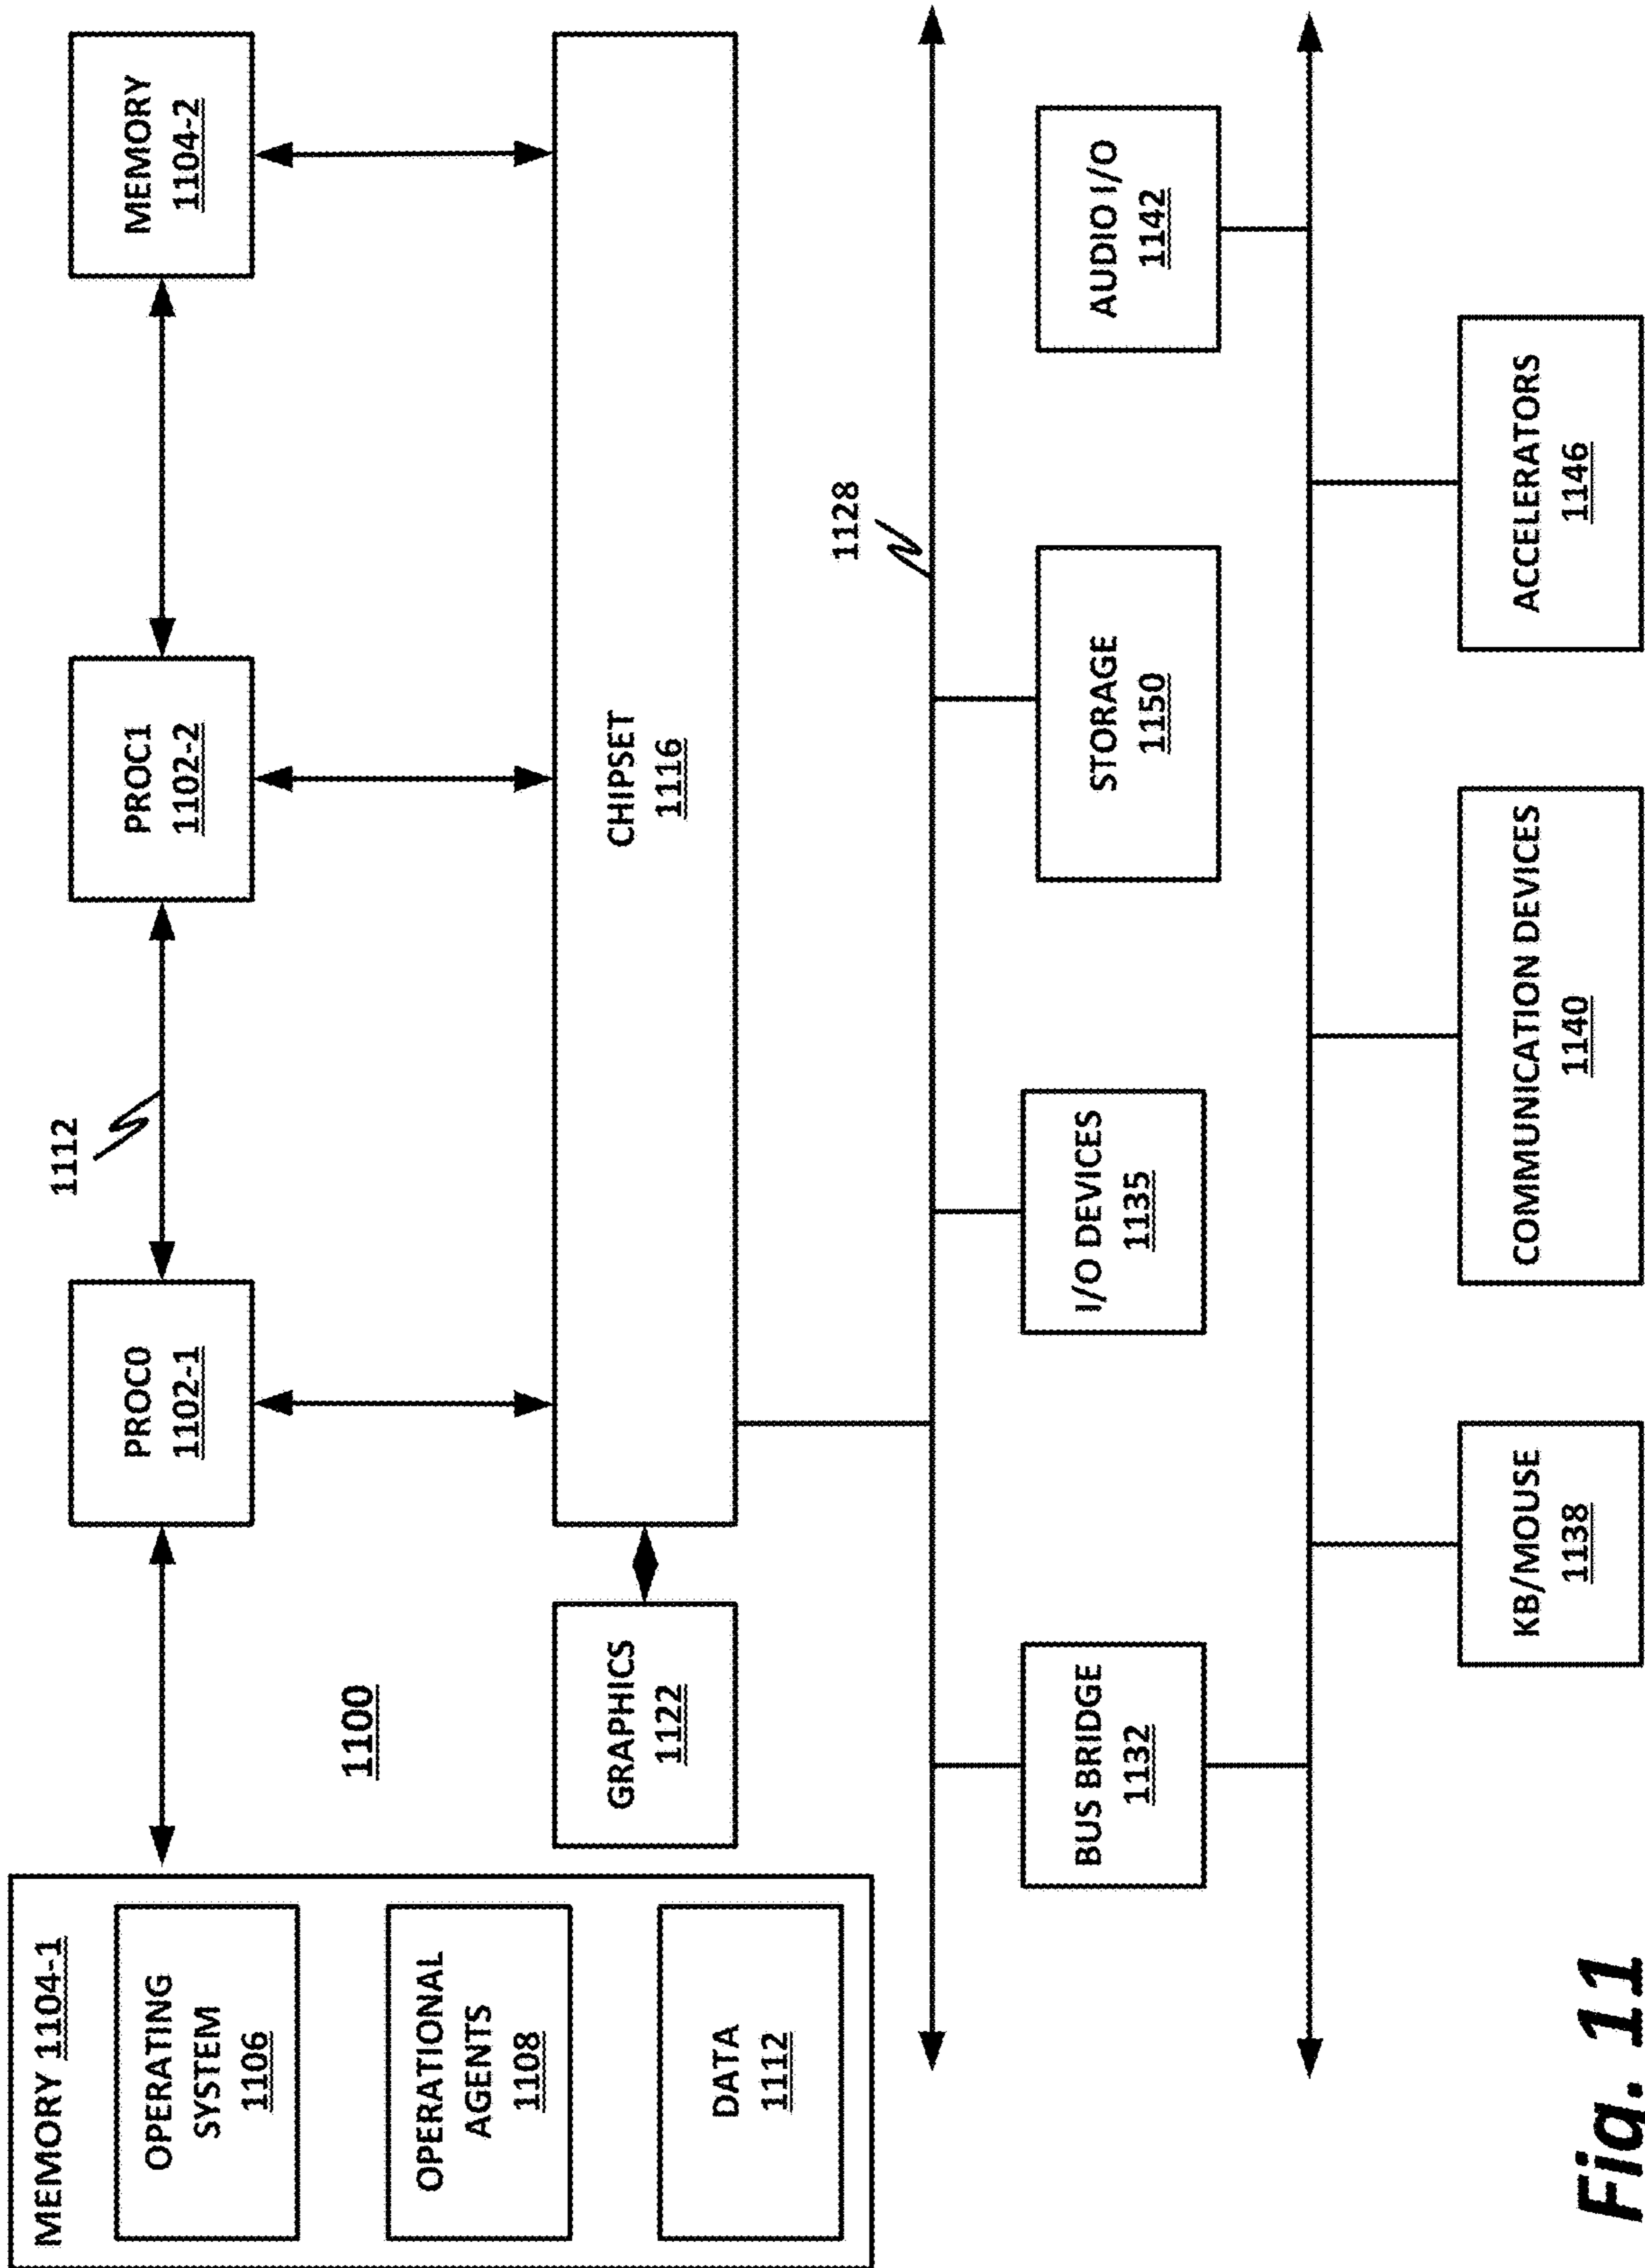 MEMORY 1104-1
OPERATING
SYSTEM
1106
OPERATIONAL
AGENTS
1108
DATA
1112
1100
PROC0
1102-1
1112
PROC1
1102-2
MEMORY
1104-2
GRAPHICS
1122
CHIPSET
1116
1128
BUS BRIDGE
1132
I/O DEVICES
1135
STORAGE
1150
AUDIO I/O
1142
KB/MOUSE
1138
COMMUNICATION DEVICES
1140
ACCELERATORS
1146
Fig. 11